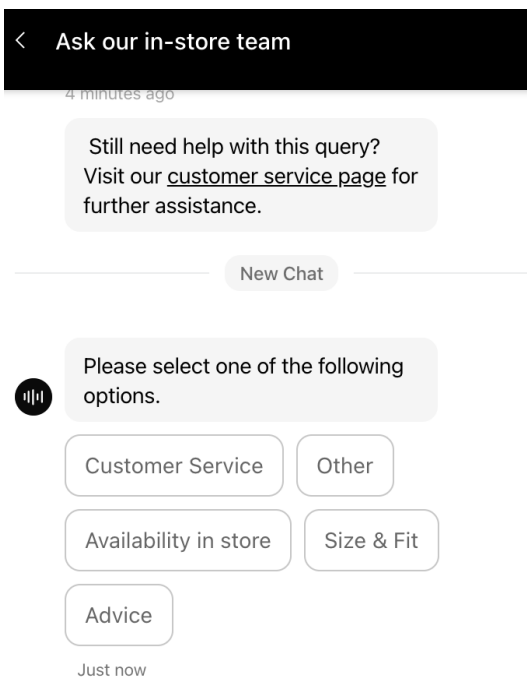 Ask our in-store team
4 minutes ago
Still need help with this query?
Visit our customer service page for
further assistance.
New Chat
Please select one of the following
options.
Customer Service
Other
Availability in store
Size & Fit
Advice
Just now